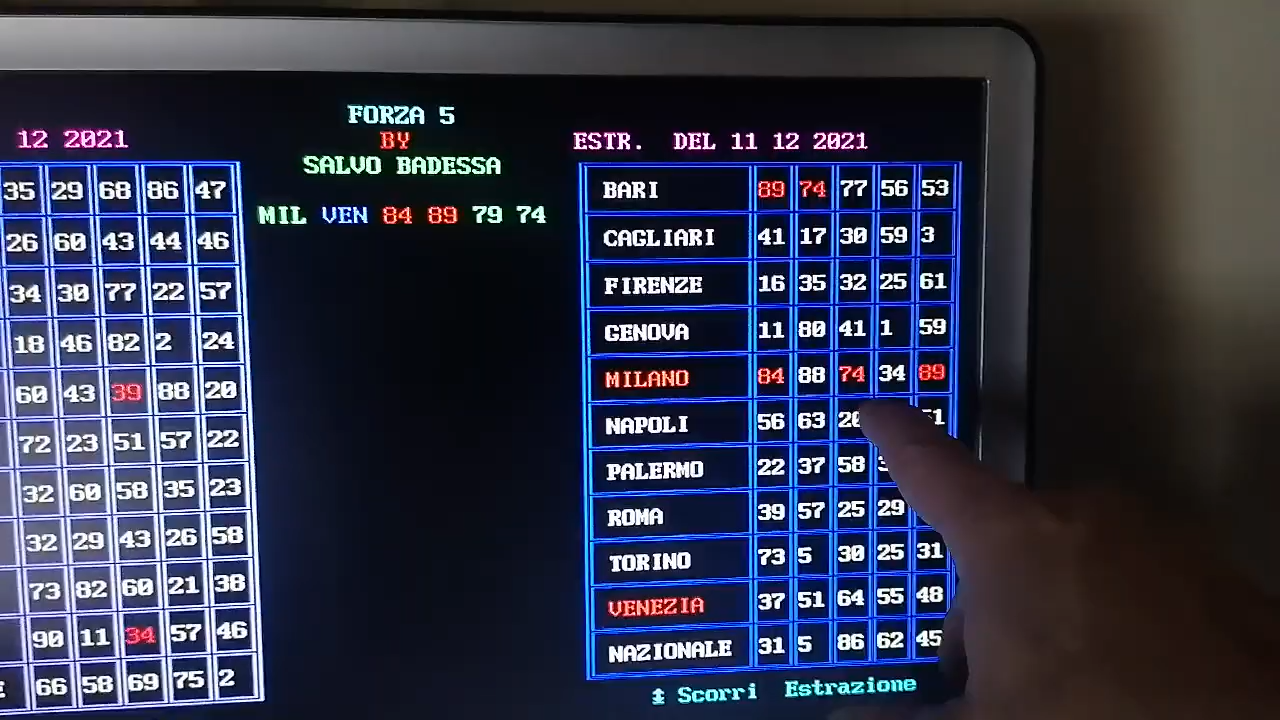 12 2021
35 29 68 86 47
26 60 43 44 46
34 30 77 22 57
18 46 82 2 24
60 43 39 88 20
72 23 51 57 22
32 60 58 35 23
32 29 43 26 58
73 82 60 21 38
90 11 34 57 46
E 66 58 69 75 2
FORZA 5
BY
SALVO BADESSA
MIL VEN 84 89 79 74
ESTR. DEL 11 12 2021
BARI 89 74 77 56 53
CAGLIARI 41 17 30 59 3
FIRENZE 16 35 32 25 61
GENOVA 11 80 41 1 59
MILANO 84 88 74 34 89
NAPOLI 56 63 20
PALERMO 22 37 58
ROMA 39 57 25 29
TORINO 73 5 30 25 31
VENEZIA 37 51 64 55 48
NAZIONALE 31 5 86 62 45
± Scorri Estrazione